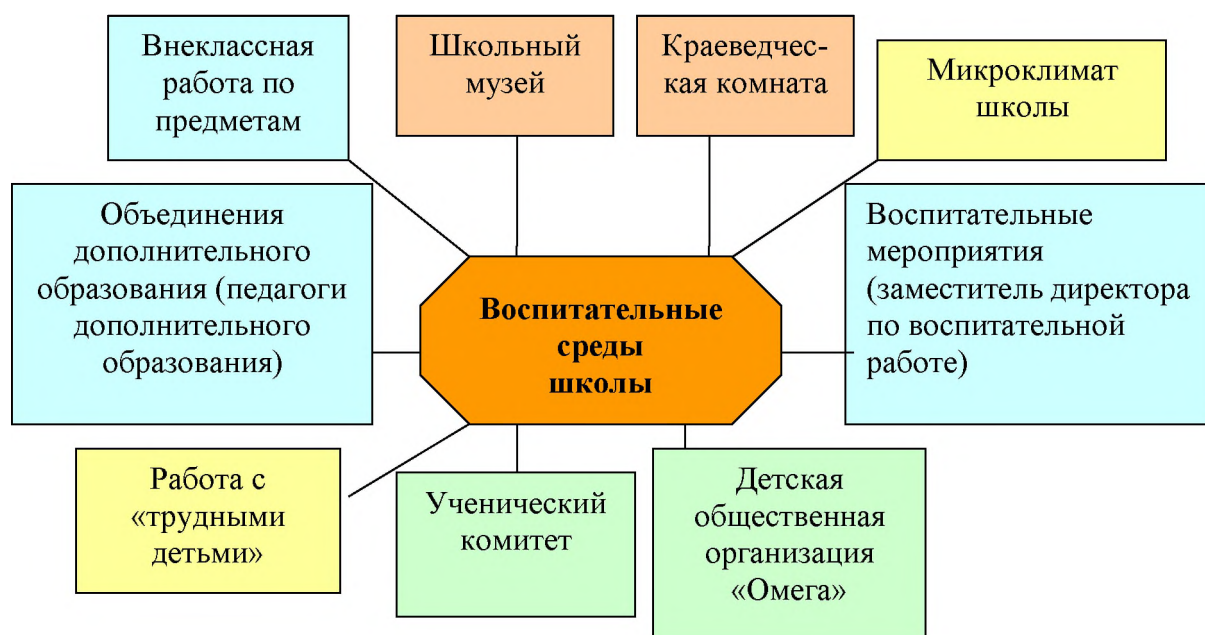 Внеклассная
работа по
предметам
Школьный
музей
Краеведчес-
кая комната
Микроклимат
школы
Объединения
дополнительного
образования (педагоги
дополнительного
образования)
Воспитательные
среды
школы
Воспитательные
мероприятия
(заместитель директора
по воспитательной
работе)
Работа с
«трудными
детьми»
Ученический
комитет
Детская
общественная
организация
«Омега»